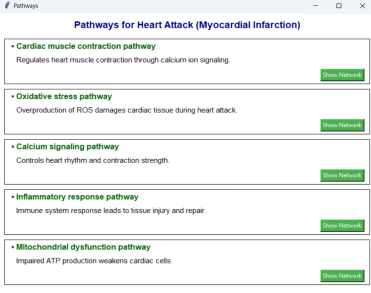 Pathways
Pathways for Heart Attack (Myocardial Infarction)
• Cardiac muscle contraction pathway
Regulates heart muscle contraction through calcium ion signaling.
Show Network
• Oxidative stress pathway
Overproduction of ROS damages cardiac tissue during heart attack.
Show Network
• Calcium signaling pathway
Controls heart rhythm and contraction strength.
Show Network
• Inflammatory response pathway
Immune system response leads to tissue injury and repair.
Show Network
• Mitochondrial dysfunction pathway
Impaired ATP production weakens cardiac cells.
Show Network